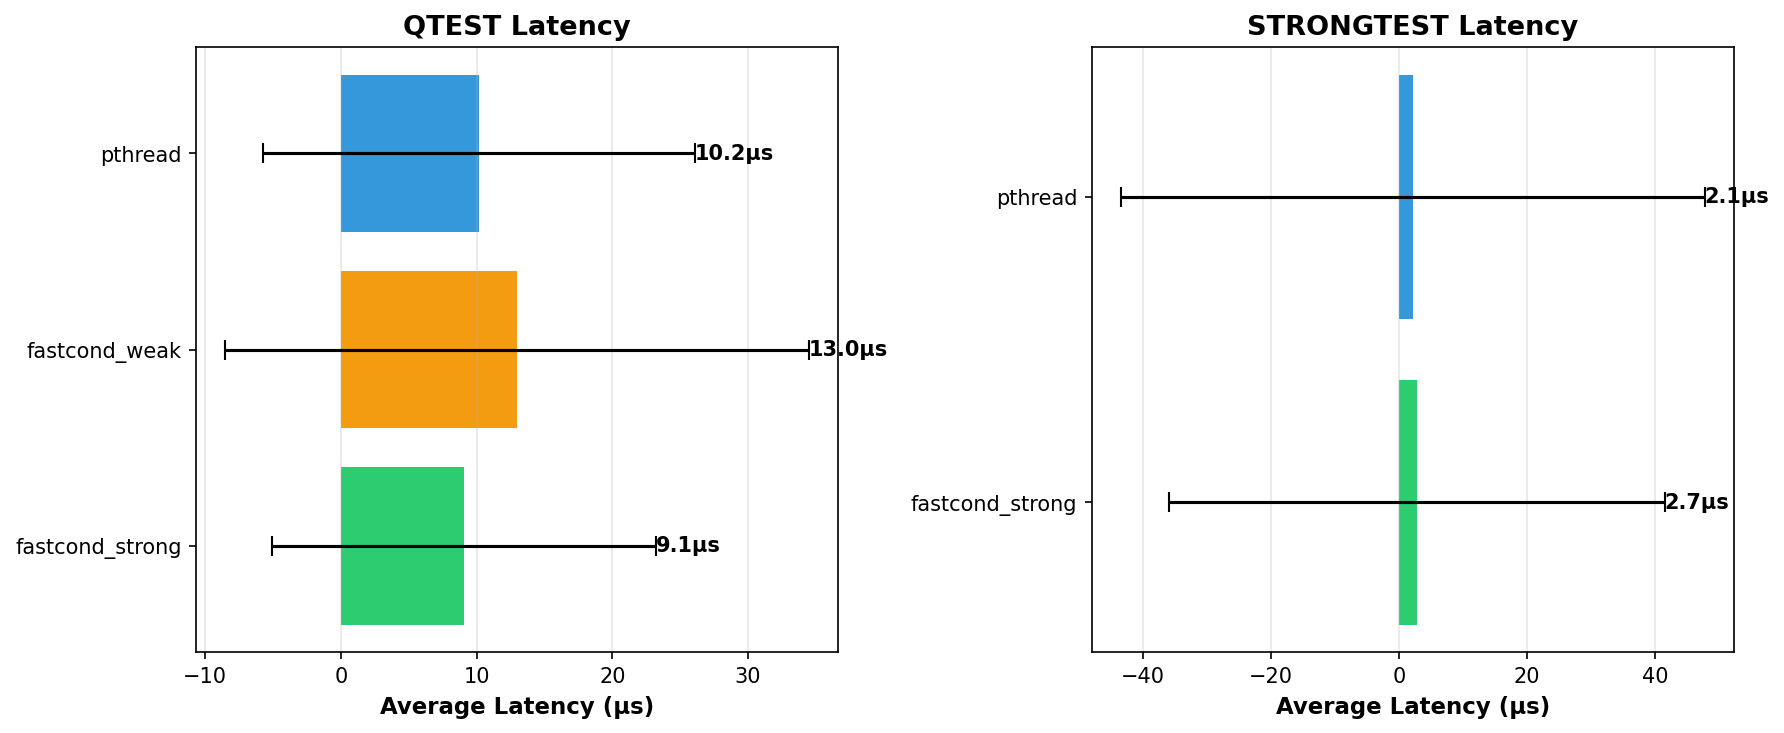 QTEST Latency
pthread
10.2μs
fastcond_weak
13.0μs
fastcond_strong
9.1μs
−10
0
10
20
30
Average Latency (μs)
STRONGTEST Latency
pthread
2.1μs
fastcond_strong
2.7μs
−40
−20
0
20
40
Average Latency (μs)